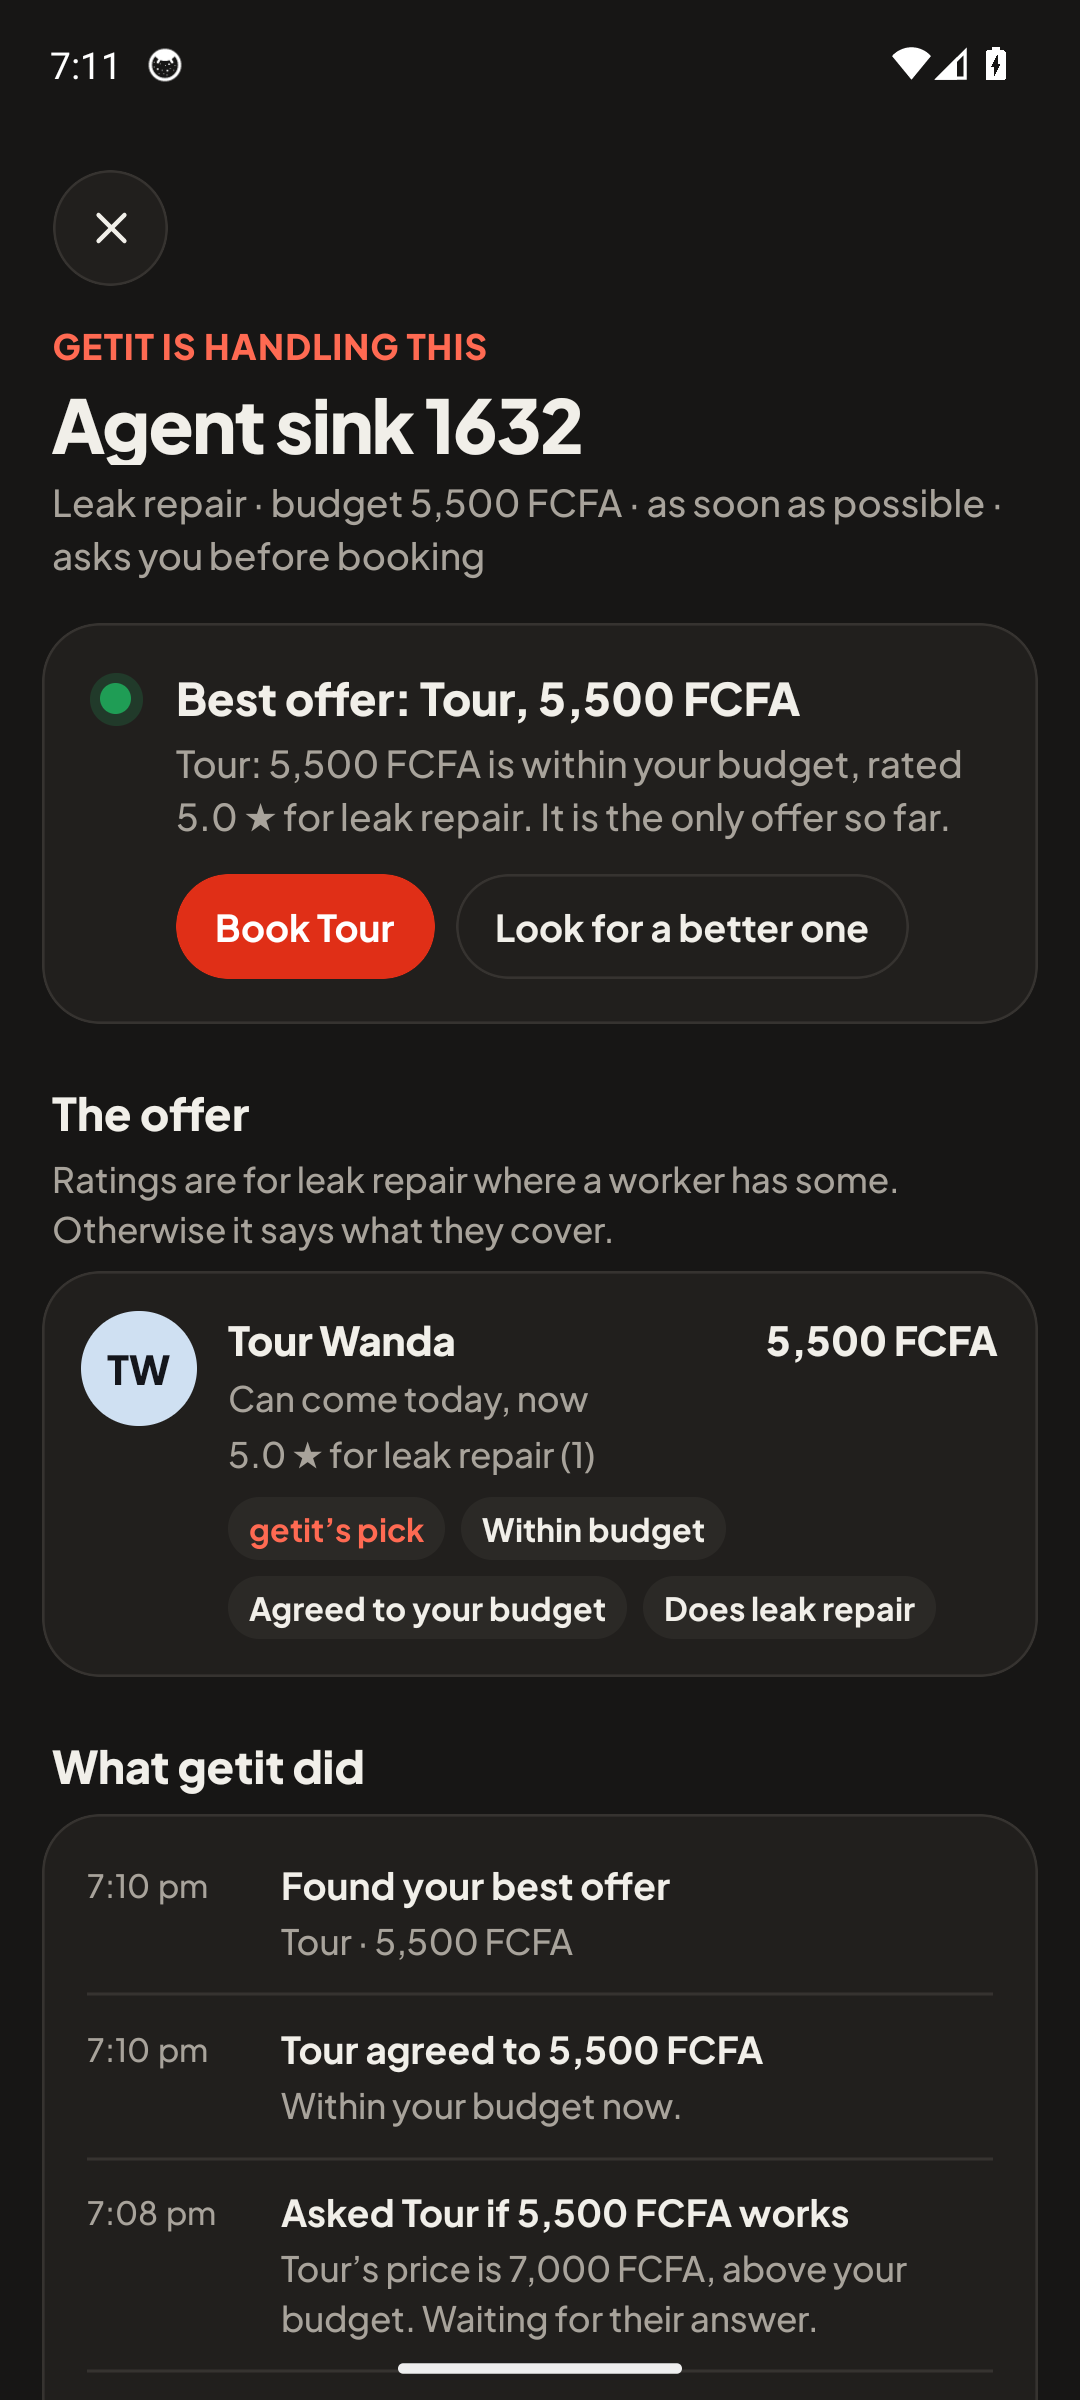 7:11
GETIT IS HANDLING THIS
Agent sink 1632
Leak repair · budget 5,500 FCFA · as soon as possible ·
asks you before booking
Best offer: Tour, 5,500 FCFA
Tour: 5,500 FCFA is within your budget, rated
5.0 ★ for leak repair. It is the only offer so far.
Book Tour
Look for a better one
The offer
Ratings are for leak repair where a worker has some.
Otherwise it says what they cover.
TW
Tour Wanda
5,500 FCFA
Can come today, now
5.0 ★ for leak repair (1)
getit’s pick
Within budget
Agreed to your budget
Does leak repair
What getit did
7:10 pm
Found your best offer
Tour · 5,500 FCFA
7:10 pm
Tour agreed to 5,500 FCFA
Within your budget now.
7:08 pm
Asked Tour if 5,500 FCFA works
Tour’s price is 7,000 FCFA, above your
budget. Waiting for their answer.